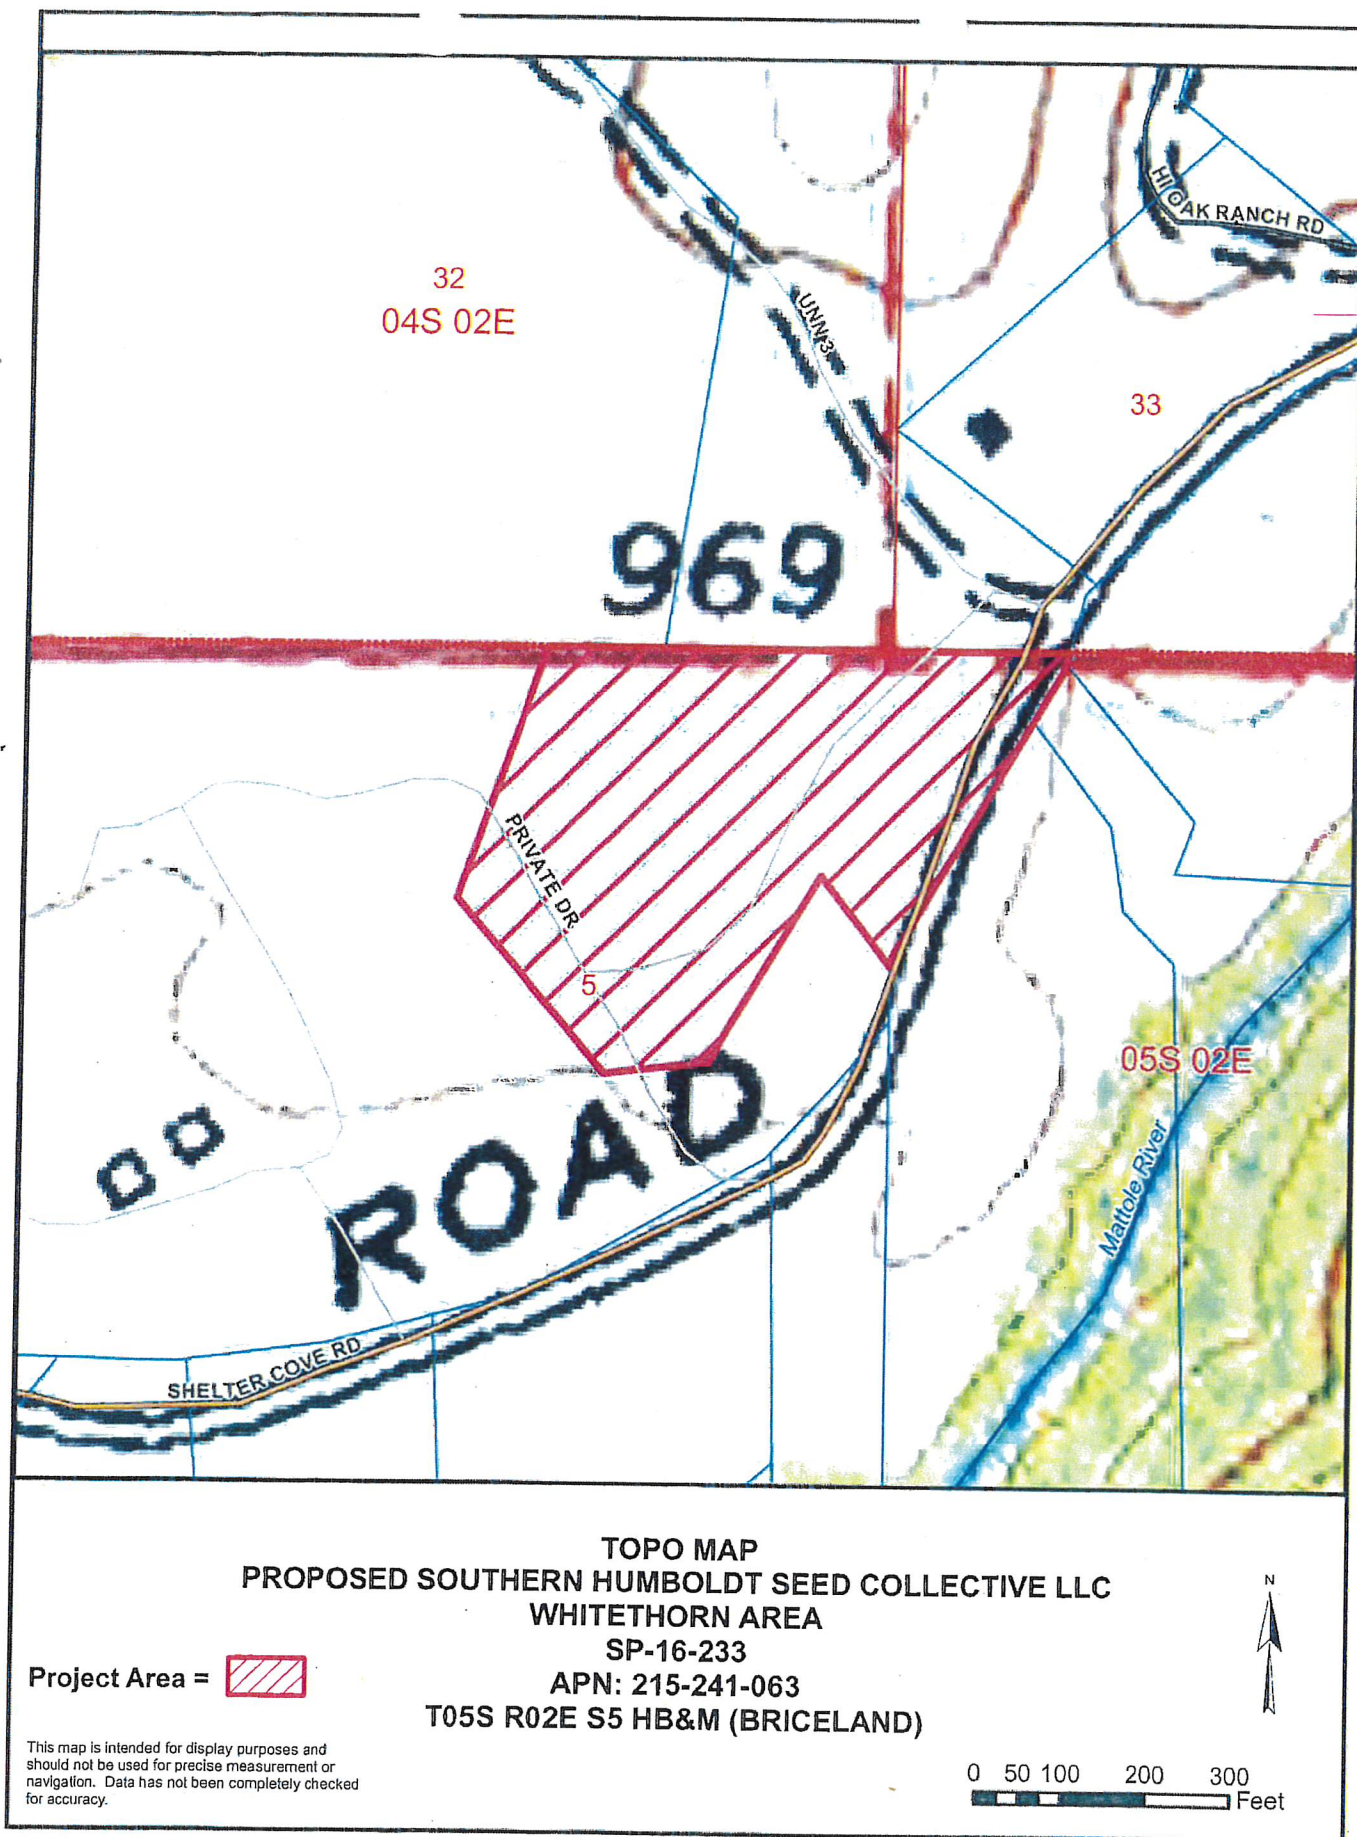 HI OAK RANCH RD
32
04S 02E
UNN 3
33
969
PRIVATE DR
5
05S 02E
ROAD
Mattole River
SHELTER COVE RD
TOPO MAP
PROPOSED SOUTHERN HUMBOLDT SEED COLLECTIVE LLC
WHITETHORN AREA
SP-16-233
APN: 215-241-063
T05S R02E S5 HB&M (BRICELAND)
Project Area =
This map is intended for display purposes and
should not be used for precise measurement or
navigation. Data has not been completely checked
for accuracy.
N
0 50 100 200 300
Feet